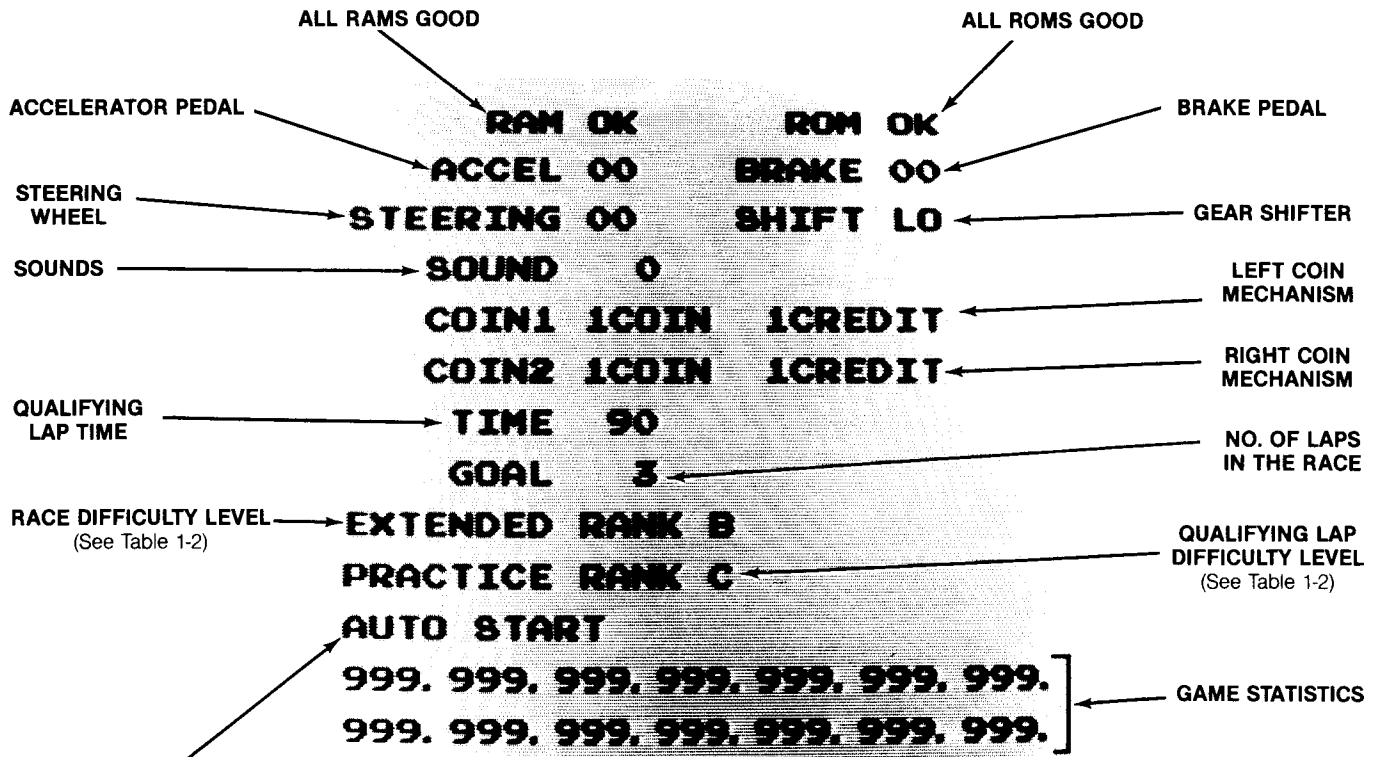 ALL RAMS GOOD
ALL ROMS GOOD
ACCELERATOR PEDAL
RAM OK ROM OK
BRAKE PEDAL
ACCEL 00 BRAKE 00
STEERING
WHEEL
STEERING 00 SHIFT LO
GEAR SHIFTER
SOUNDS
SOUND 0
LEFT COIN
MECHANISM
COIN1 1COIN 1CREDIT
COIN2 1COIN 1CREDIT
RIGHT COIN
MECHANISM
QUALIFYING
LAP TIME
TIME 90
GOAL 3
NO. OF LAPS
IN THE RACE
RACE DIFFICULTY LEVEL
(See Table 1-2)
EXTENDED RANK B
PRACTICE RANK C
QUALIFYING LAP
DIFFICULTY LEVEL
(See Table 1-2)
AUTO START
999. 999. 999. 999. 999. 999. 999.
999. 999. 999. 999. 999. 999. 999.
GAME STATISTICS